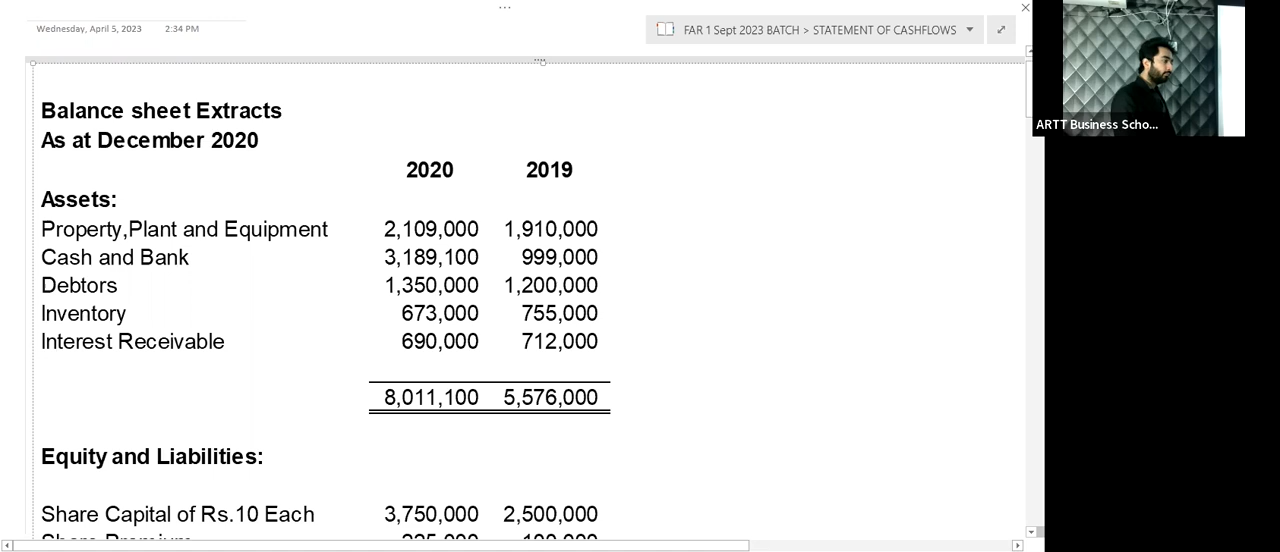 Wednesday, April 5, 2023 2:34 PM
FAR 1 Sept 2023 BATCH > STATEMENT OF CASHFLOWS
ARTT Business Scho...
Balance sheet Extracts
As at December 2020
2020 2019
Assets:
Property,Plant and Equipment 2,109,000 1,910,000
Cash and Bank 3,189,100 999,000
Debtors 1,350,000 1,200,000
Inventory 673,000 755,000
Interest Receivable 690,000 712,000
8,011,100 5,576,000
Equity and Liabilities:
Share Capital of Rs.10 Each 3,750,000 2,500,000